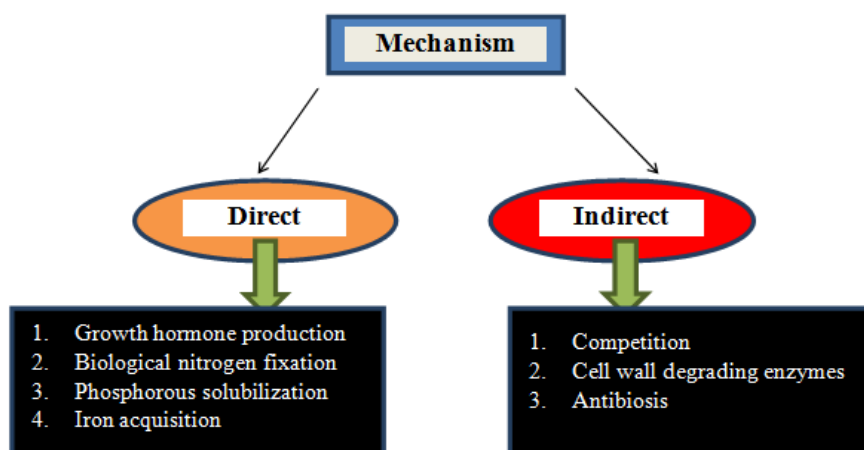 Mechanism
Direct
Indirect
1. Growth hormone production
2. Biological nitrogen fixation
3. Phosphorous solubilization
4. Iron acquisition
1. Competition
2. Cell wall degrading enzymes
3. Antibiosis